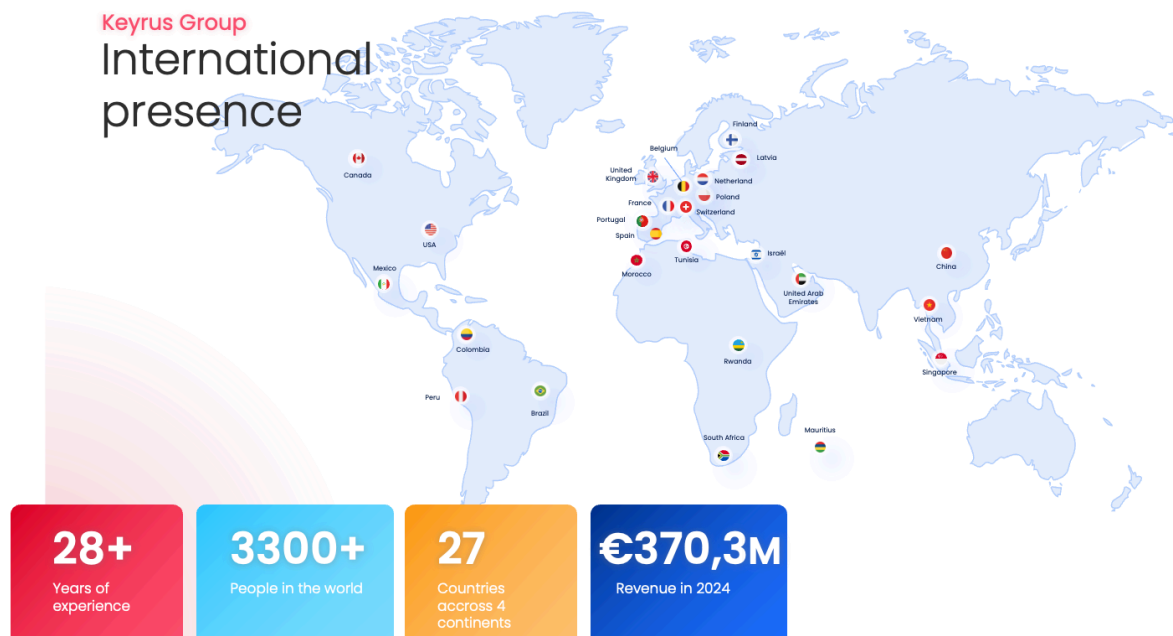 Keyrus Group
International
presence
Finland
Belgium
Latvia
United
Kingdom
Netherland
Canada
Poland
France
Switzerland
Portugal
Spain
USA
Tunisia
Israël
Morocco
China
Mexico
United Arab
Emirates
Vietnam
Colombia
Rwanda
Singapore
Peru
Brazil
Mauritius
South Africa
28+
Years of
experience
3300+
People in the world
27
Countries
accross 4
continents
€370,3M
Revenue in 2024